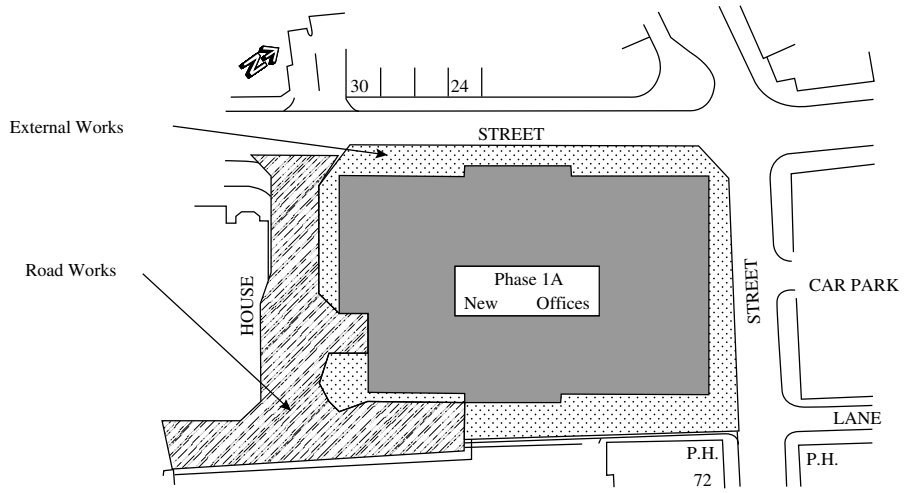 30
24
External Works
STREET
Road Works
HOUSE
Phase 1A
New Offices
STREET
CAR PARK
LANE
P.H.
72
P.H.